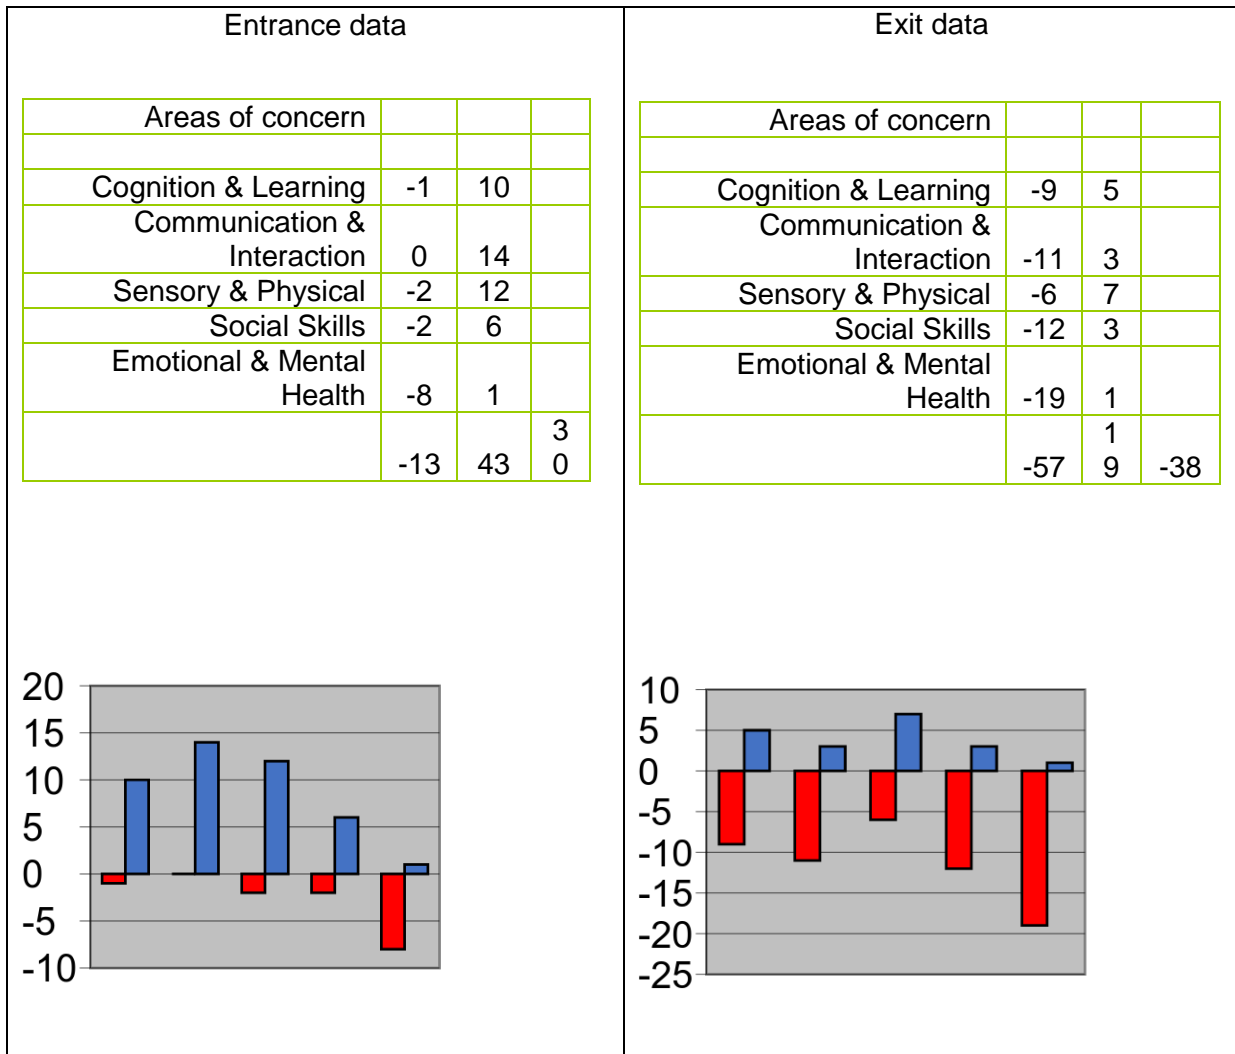 Entrance data
Areas of concern
Cognition & Learning -1 10
Communication &
Interaction 0 14
Sensory & Physical -2 12
Social Skills -2 6
Emotional & Mental
Health -8 1
3
-13 43 0
20
15
10
5
0
-5
-10
Exit data
Areas of concern
Cognition & Learning -9 5
Communication &
Interaction -11 3
Sensory & Physical -6 7
Social Skills -12 3
Emotional & Mental
Health -19 1
1
-57 9 -38
10
5
0
-5
-10
-15
-20
-25